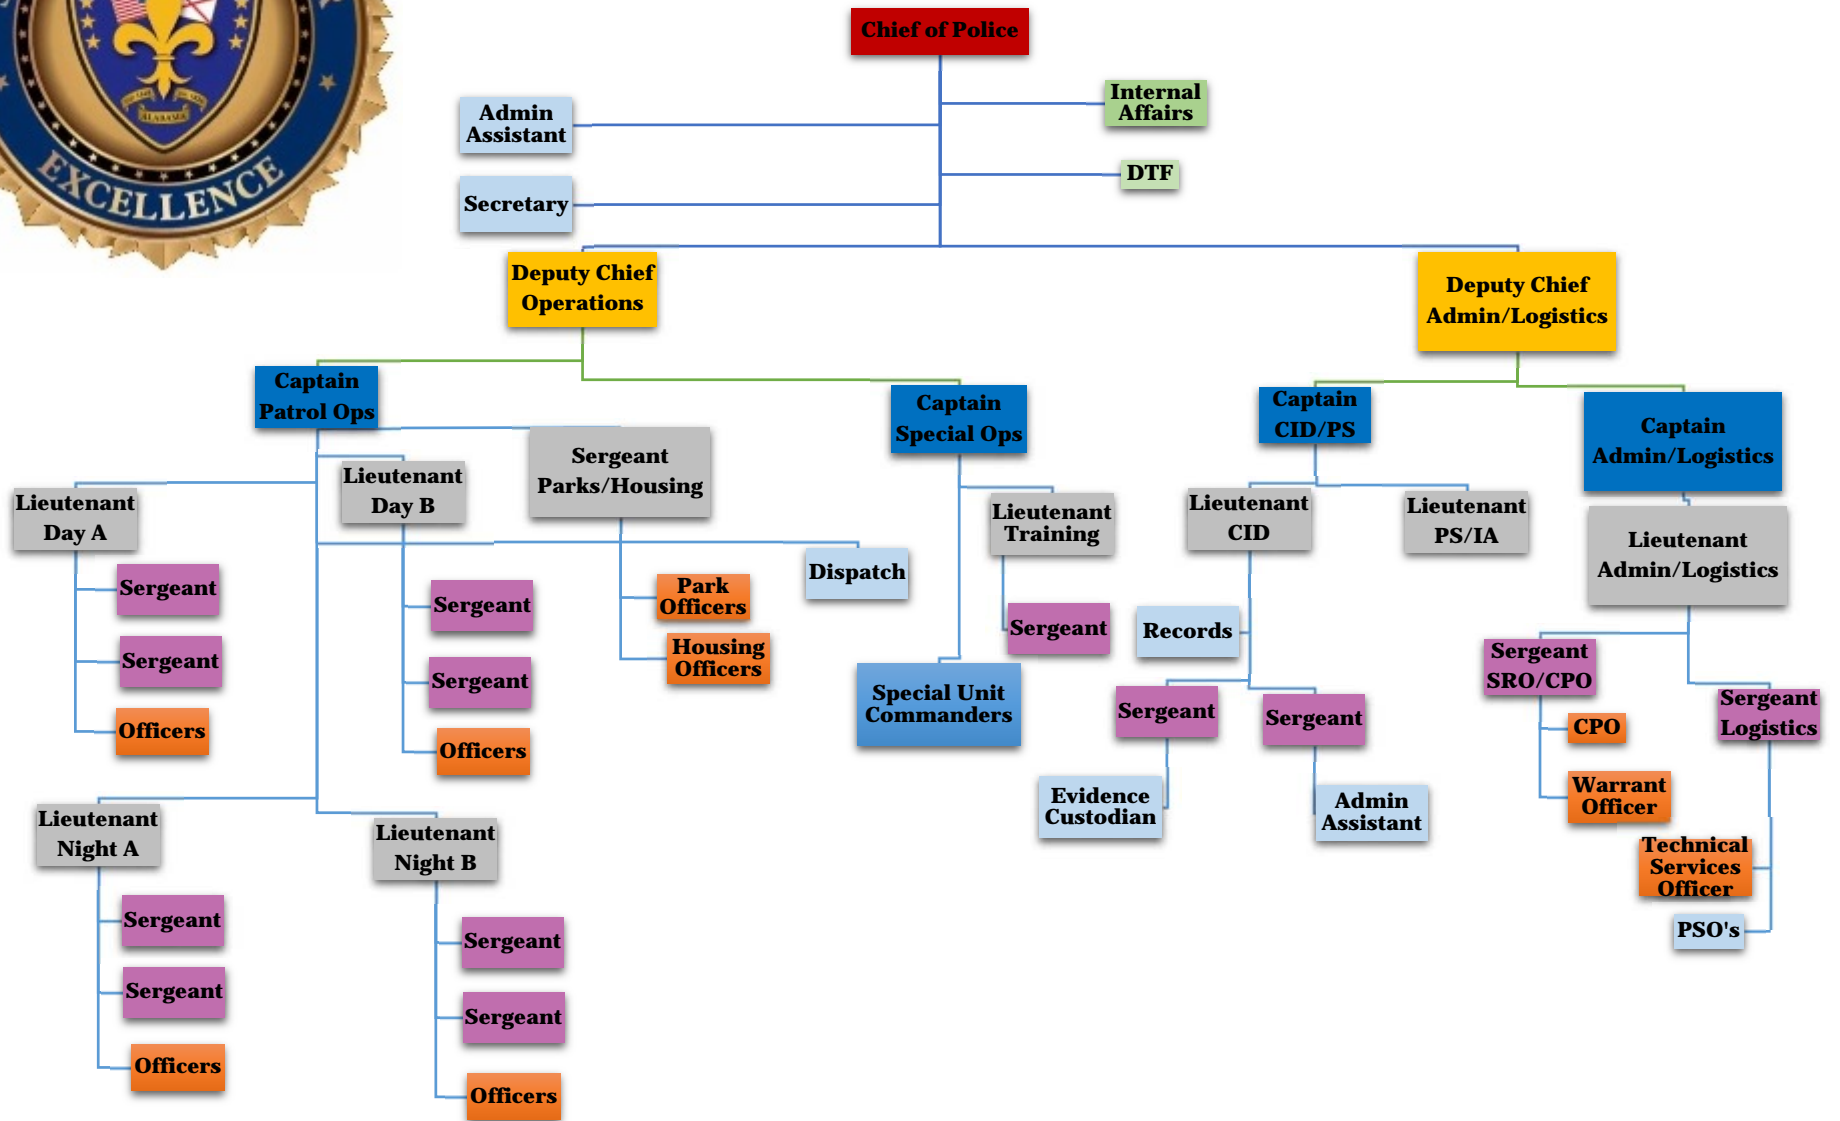 EXCELLENCE
ALABAMA
Chief of Police
Internal
Affairs
Admin
Assistant
DTF
Secretary
Deputy Chief
Operations
Deputy Chief
Admin/Logistics
Captain
Patrol Ops
Captain
Special Ops
Captain
CID/PS
Captain
Admin/Logistics
Sergeant
Parks/Housing
Lieutenant
Day A
Lieutenant
Day B
Lieutenant
Training
Lieutenant
CID
Lieutenant
PS/IA
Lieutenant
Admin/Logistics
Dispatch
Sergeant
Sergeant
Officers
Sergeant
Sergeant
Officers
Park
Officers
Housing
Officers
Sergeant
Special Unit
Commanders
Records
Sergeant
Sergeant
Evidence
Custodian
Admin
Assistant
Sergeant
SRO/CPO
CPO
Warrant
Officer
Sergeant
Logistics
Technical
Services
Officer
PSO's
Lieutenant
Night A
Sergeant
Sergeant
Officers
Lieutenant
Night B
Sergeant
Sergeant
Officers